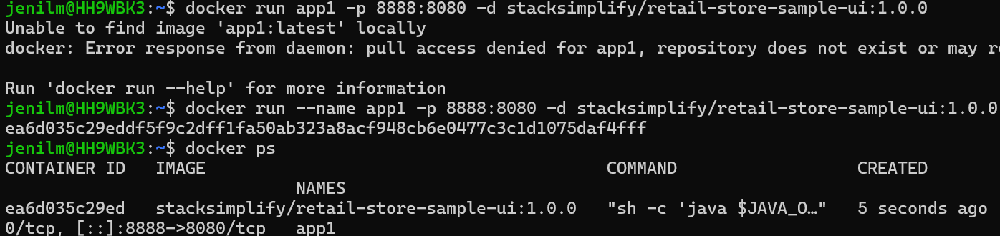 jenilm@HH9WBK3:~$ docker run app1 -p 8888:8080 -d stacksimplify/retail-store-sample-ui:1.0.0
Unable to find image 'app1:latest' locally
docker: Error response from daemon: pull access denied for app1, repository does not exist or may re
Run 'docker run --help' for more information
jenilm@HH9WBK3:~$ docker run --name app1 -p 8888:8080 -d stacksimplify/retail-store-sample-ui:1.0.0
ea6d035c29eddf5f9c2dff1fa50ab323a8acf948cb6e0477c3c1d1075daf4fff
jenilm@HH9WBK3:~$ docker ps
CONTAINER ID   IMAGE                                        COMMAND                  CREATED
                             NAMES
ea6d035c29ed   stacksimplify/retail-store-sample-ui:1.0.0   "sh -c 'java $JAVA_O…"   5 seconds ago
0/tcp, [::]:8888->8080/tcp   app1